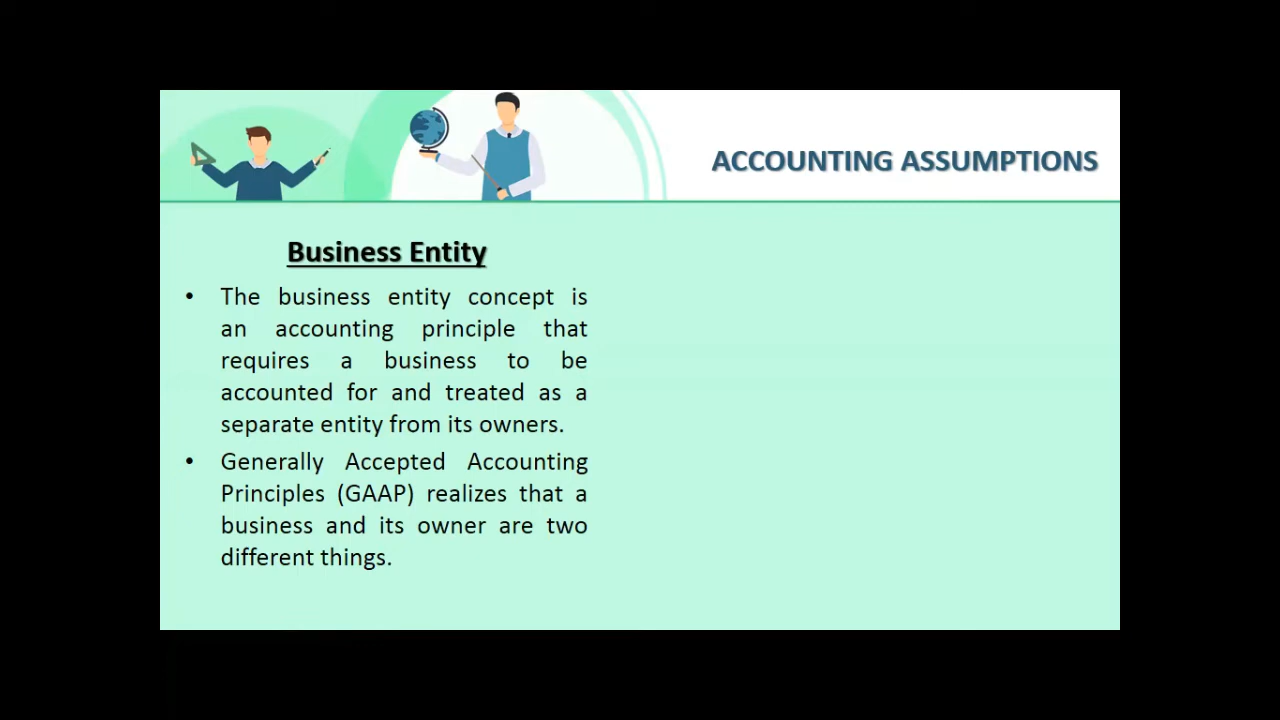 ACCOUNTING ASSUMPTIONS
Business Entity
• The business entity concept is
an accounting principle that
requires a business to be
accounted for and treated as a
separate entity from its owners.
• Generally Accepted Accounting
Principles (GAAP) realizes that a
business and its owner are two
different things.